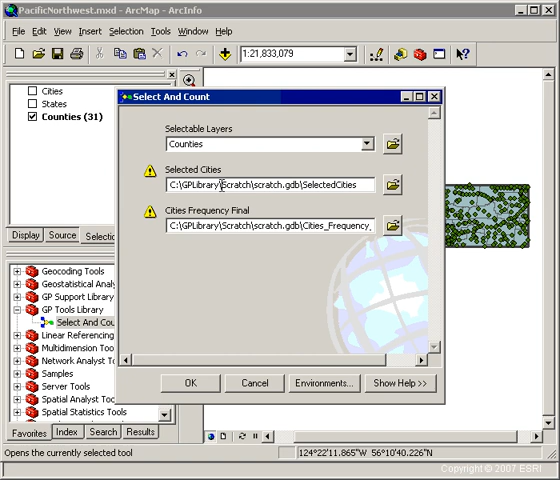 PacificNorthwest.mxd - ArcMap - ArcInfo
File Edit View Insert Selection Tools Window Help
1:21,833,079
Cities
States
Counties (31)
Display Source Selectio
Select And Count
Selectable Layers
Counties
Selected Cities
C:\GPLibrary\Scratch\scratch.gdb\SelectedCities
Cities Frequency Final
C:\GPLibrary\Scratch\scratch.gdb\Cities_Frequency_
OK Cancel Environments... Show Help >>
Geocoding Tools
Geostatistical Analy
GP Support Library
GP Tools Library
Select And Cou
Linear Referencing
Multidimension Too
Network Analyst T
Samples
Server Tools
Spatial Analyst Too
Spatial Statistics Tools
Favorites Index Search Results
Opens the currently selected tool
124°22'11.865"W 56°10'40.226"N
Copyright © 2007 ESRI